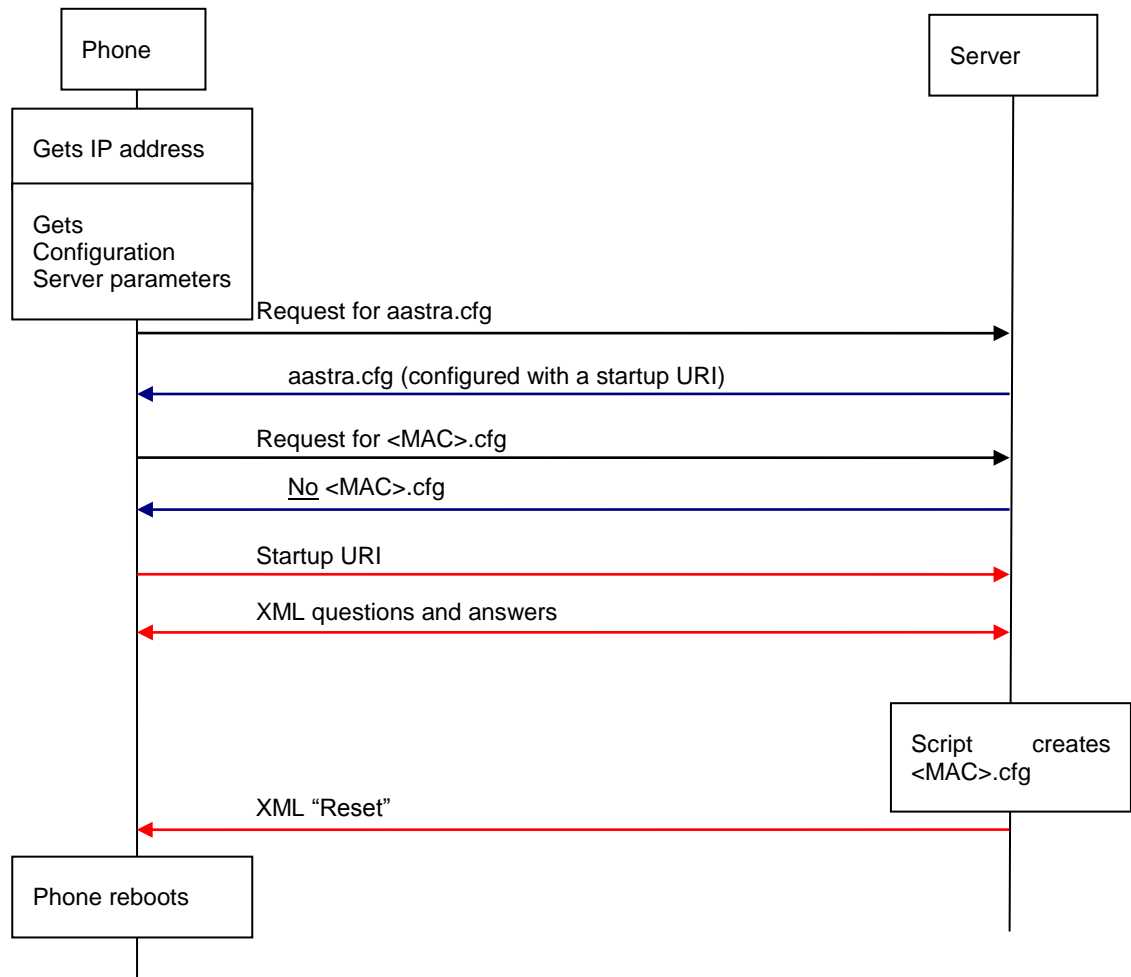 Phone
Server
Gets IP address
Gets
Configuration
Server parameters
Request for aastra.cfg
aastra.cfg (configured with a startup URI)
Request for <MAC>.cfg
No <MAC>.cfg
Startup URI
XML questions and answers
Script creates
<MAC>.cfg
XML “Reset”
Phone reboots